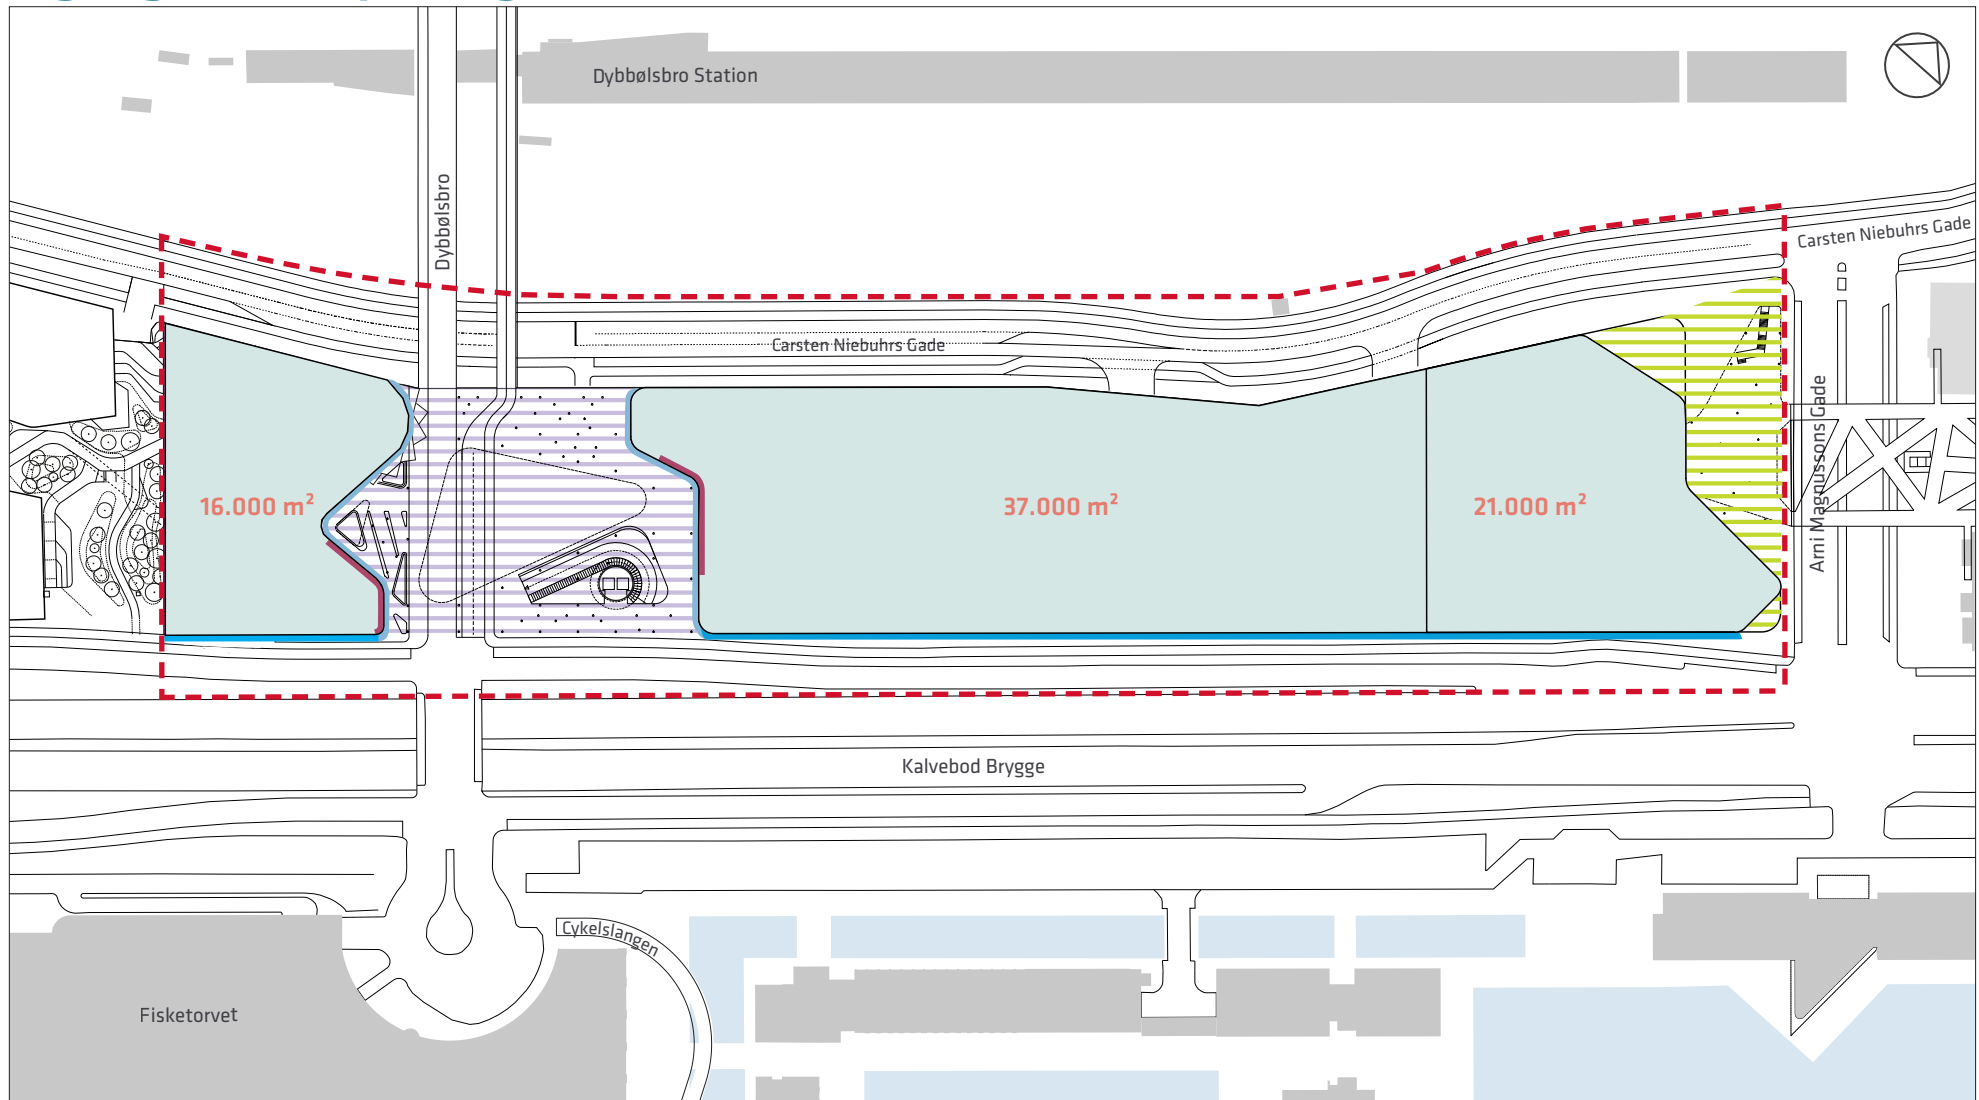 Dybbølsbro Station
Dybbølsbro
Carsten Niebuhrs Gade
Carsten Niebuhrs Gade
Arni Magnussons Gade
16.000 m²
37.000 m²
21.000 m²
Kalvebod Brygge
Cykelslangen
Fisketorvet